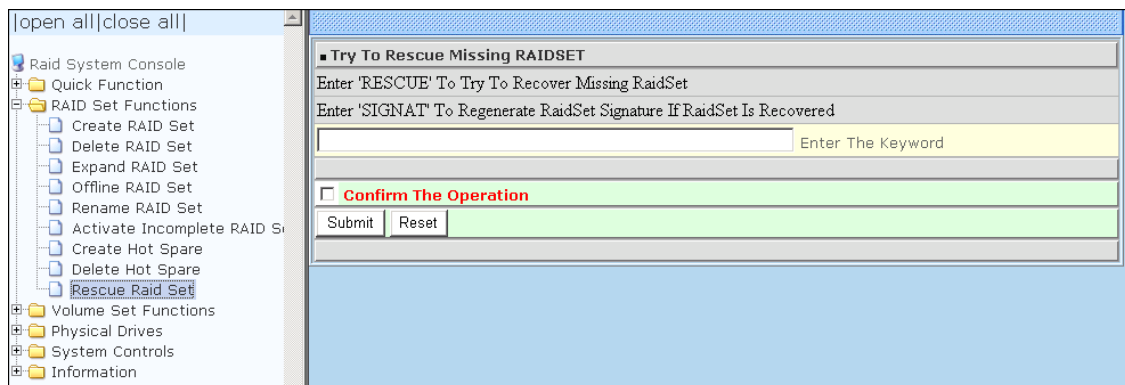 |open all|close all|
Raid System Console
Quick Function
RAID Set Functions
Create RAID Set
Delete RAID Set
Expand RAID Set
Offline RAID Set
Rename RAID Set
Activate Incomplete RAID S
Create Hot Spare
Delete Hot Spare
Rescue Raid Set
Volume Set Functions
Physical Drives
System Controls
Information
Try To Rescue Missing RAIDSET
Enter 'RESCUE' To Try To Recover Missing RaidSet
Enter 'SIGNAT' To Regenerate RaidSet Signature If RaidSet Is Recovered
Enter The Keyword
Confirm The Operation
Submit Reset